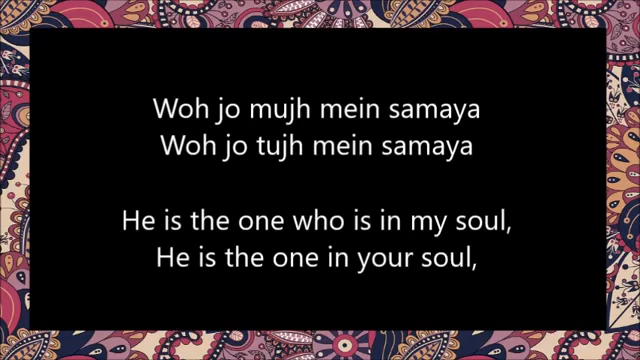 Woh jo mujh mein samaya
Woh jo tujh mein samaya
He is the one who is in my soul,
He is the one in your soul,